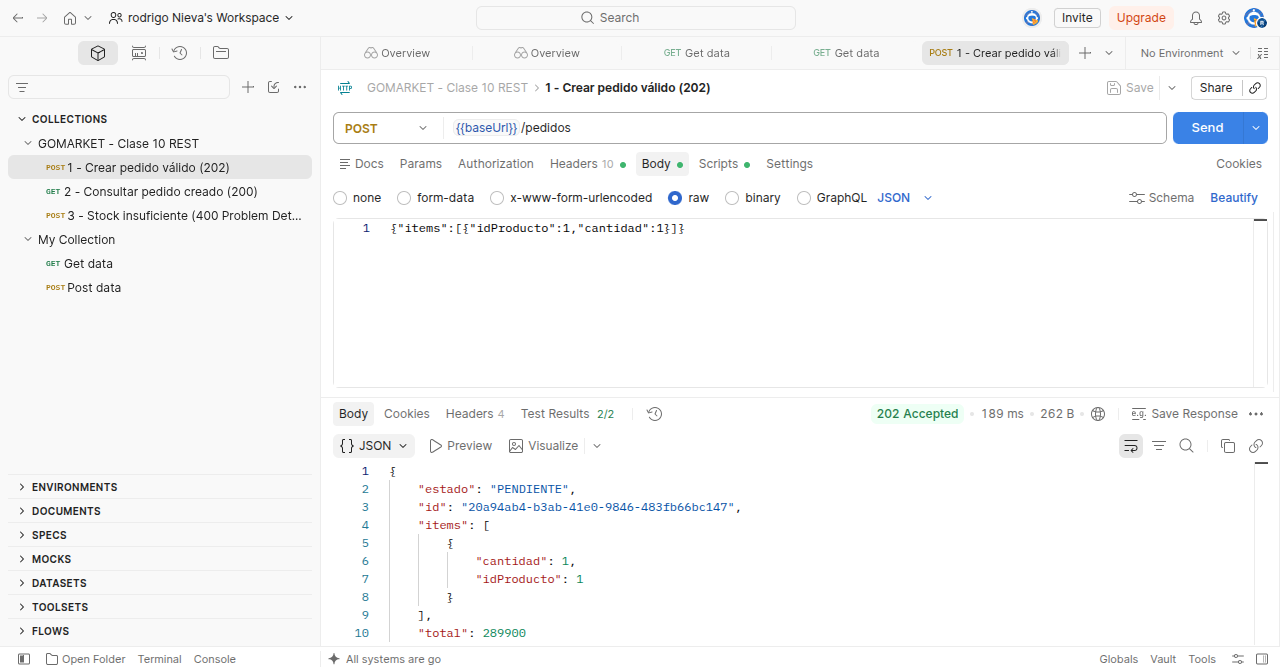 rodrigo Nieva's Workspace
Search
Invite
Upgrade
Overview
Overview
GET Get data
GET Get data
POST 1 - Crear pedido vál
No Environment
COLLECTIONS
GOMARKET - Clase 10 REST
POST 1 - Crear pedido válido (202)
GET 2 - Consultar pedido creado (200)
POST 3 - Stock insuficiente (400 Problem Det...
My Collection
GET Get data
POST Post data
ENVIRONMENTS
DOCUMENTS
SPECS
MOCKS
DATASETS
TOOLSETS
FLOWS
HTTP GOMARKET - Clase 10 REST > 1 - Crear pedido válido (202)
Save
Share
POST
{{baseUrl}} /pedidos
Send
Docs Params Authorization Headers 10 Body Scripts Settings
Cookies
none form-data x-www-form-urlencoded raw binary GraphQL JSON
Schema Beautify
1 {"items":[{"idProducto":1,"cantidad":1}]}
Body Cookies Headers 4 Test Results 2/2
202 Accepted • 189 ms • 262 B • e.g. Save Response
{} JSON Preview Visualize
1 {
2 "estado": "PENDIENTE",
3 "id": "20a94ab4-b3ab-41e0-9846-483fb66bc147",
4 "items": [
5 {
6 "cantidad": 1,
7 "idProducto": 1
8 }
9 ],
10 "total": 289900
Open Folder Terminal Console
All systems are go
Globals Vault Tools